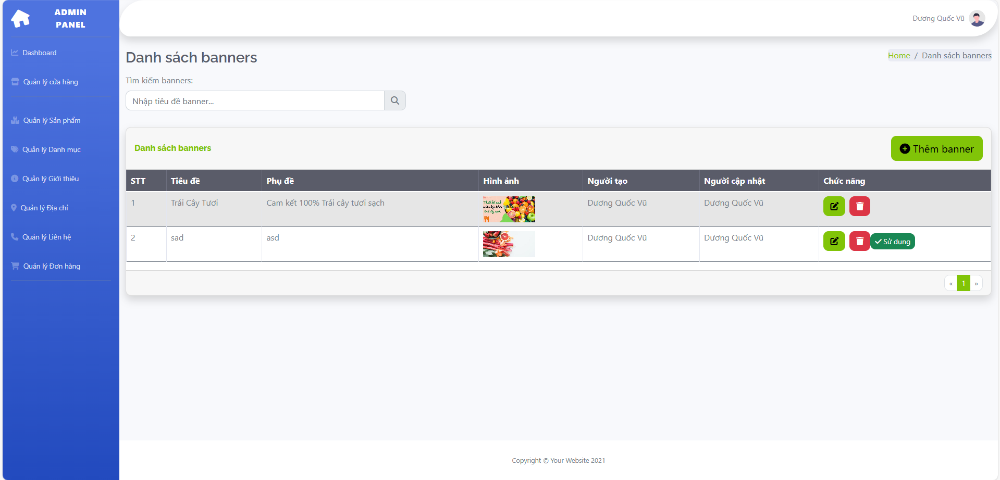 ADMIN
PANEL
Dương Quốc Vũ
Dashboard
Quản lý cửa hàng
Quản lý Sản phẩm
Quản lý Danh mục
Quản lý Giới thiệu
Quản lý Địa chỉ
Quản lý Liên hệ
Quản lý Đơn hàng
Danh sách banners
Home / Danh sách banners
Tìm kiếm banners:
Nhập tiêu đề banner...
Danh sách banners
Thêm banner
STT Tiêu đề Phụ đề Hình ảnh Người tạo Người cập nhật Chức năng
1 Trái Cây Tươi Cam kết 100% Trái cây tươi sạch Dương Quốc Vũ Dương Quốc Vũ
2 sad asd Dương Quốc Vũ Dương Quốc Vũ Sử dụng
« 1 »
Copyright © Your Website 2021